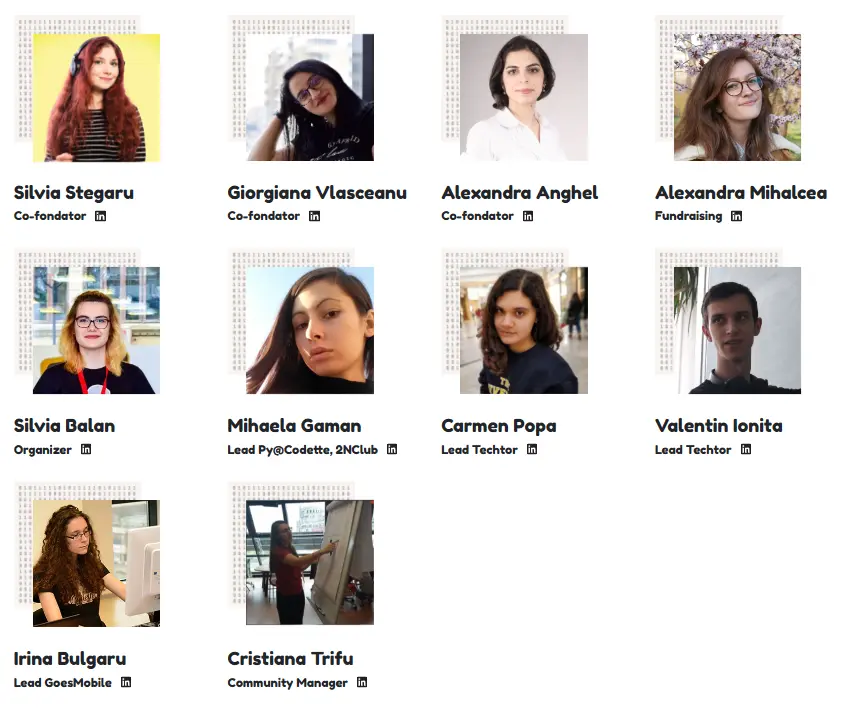 Silvia Stegaru
Co-fondator
Giorgiana Vlasceanu
Co-fondator
Alexandra Anghel
Co-fondator
Alexandra Mihalcea
Fundraising
Silvia Balan
Organizer
Mihaela Gaman
Lead Py@Codette, 2NClub
Carmen Popa
Lead Techtor
Valentin Ionita
Lead Techtor
Irina Bulgaru
Lead GoesMobile
Cristiana Trifu
Community Manager